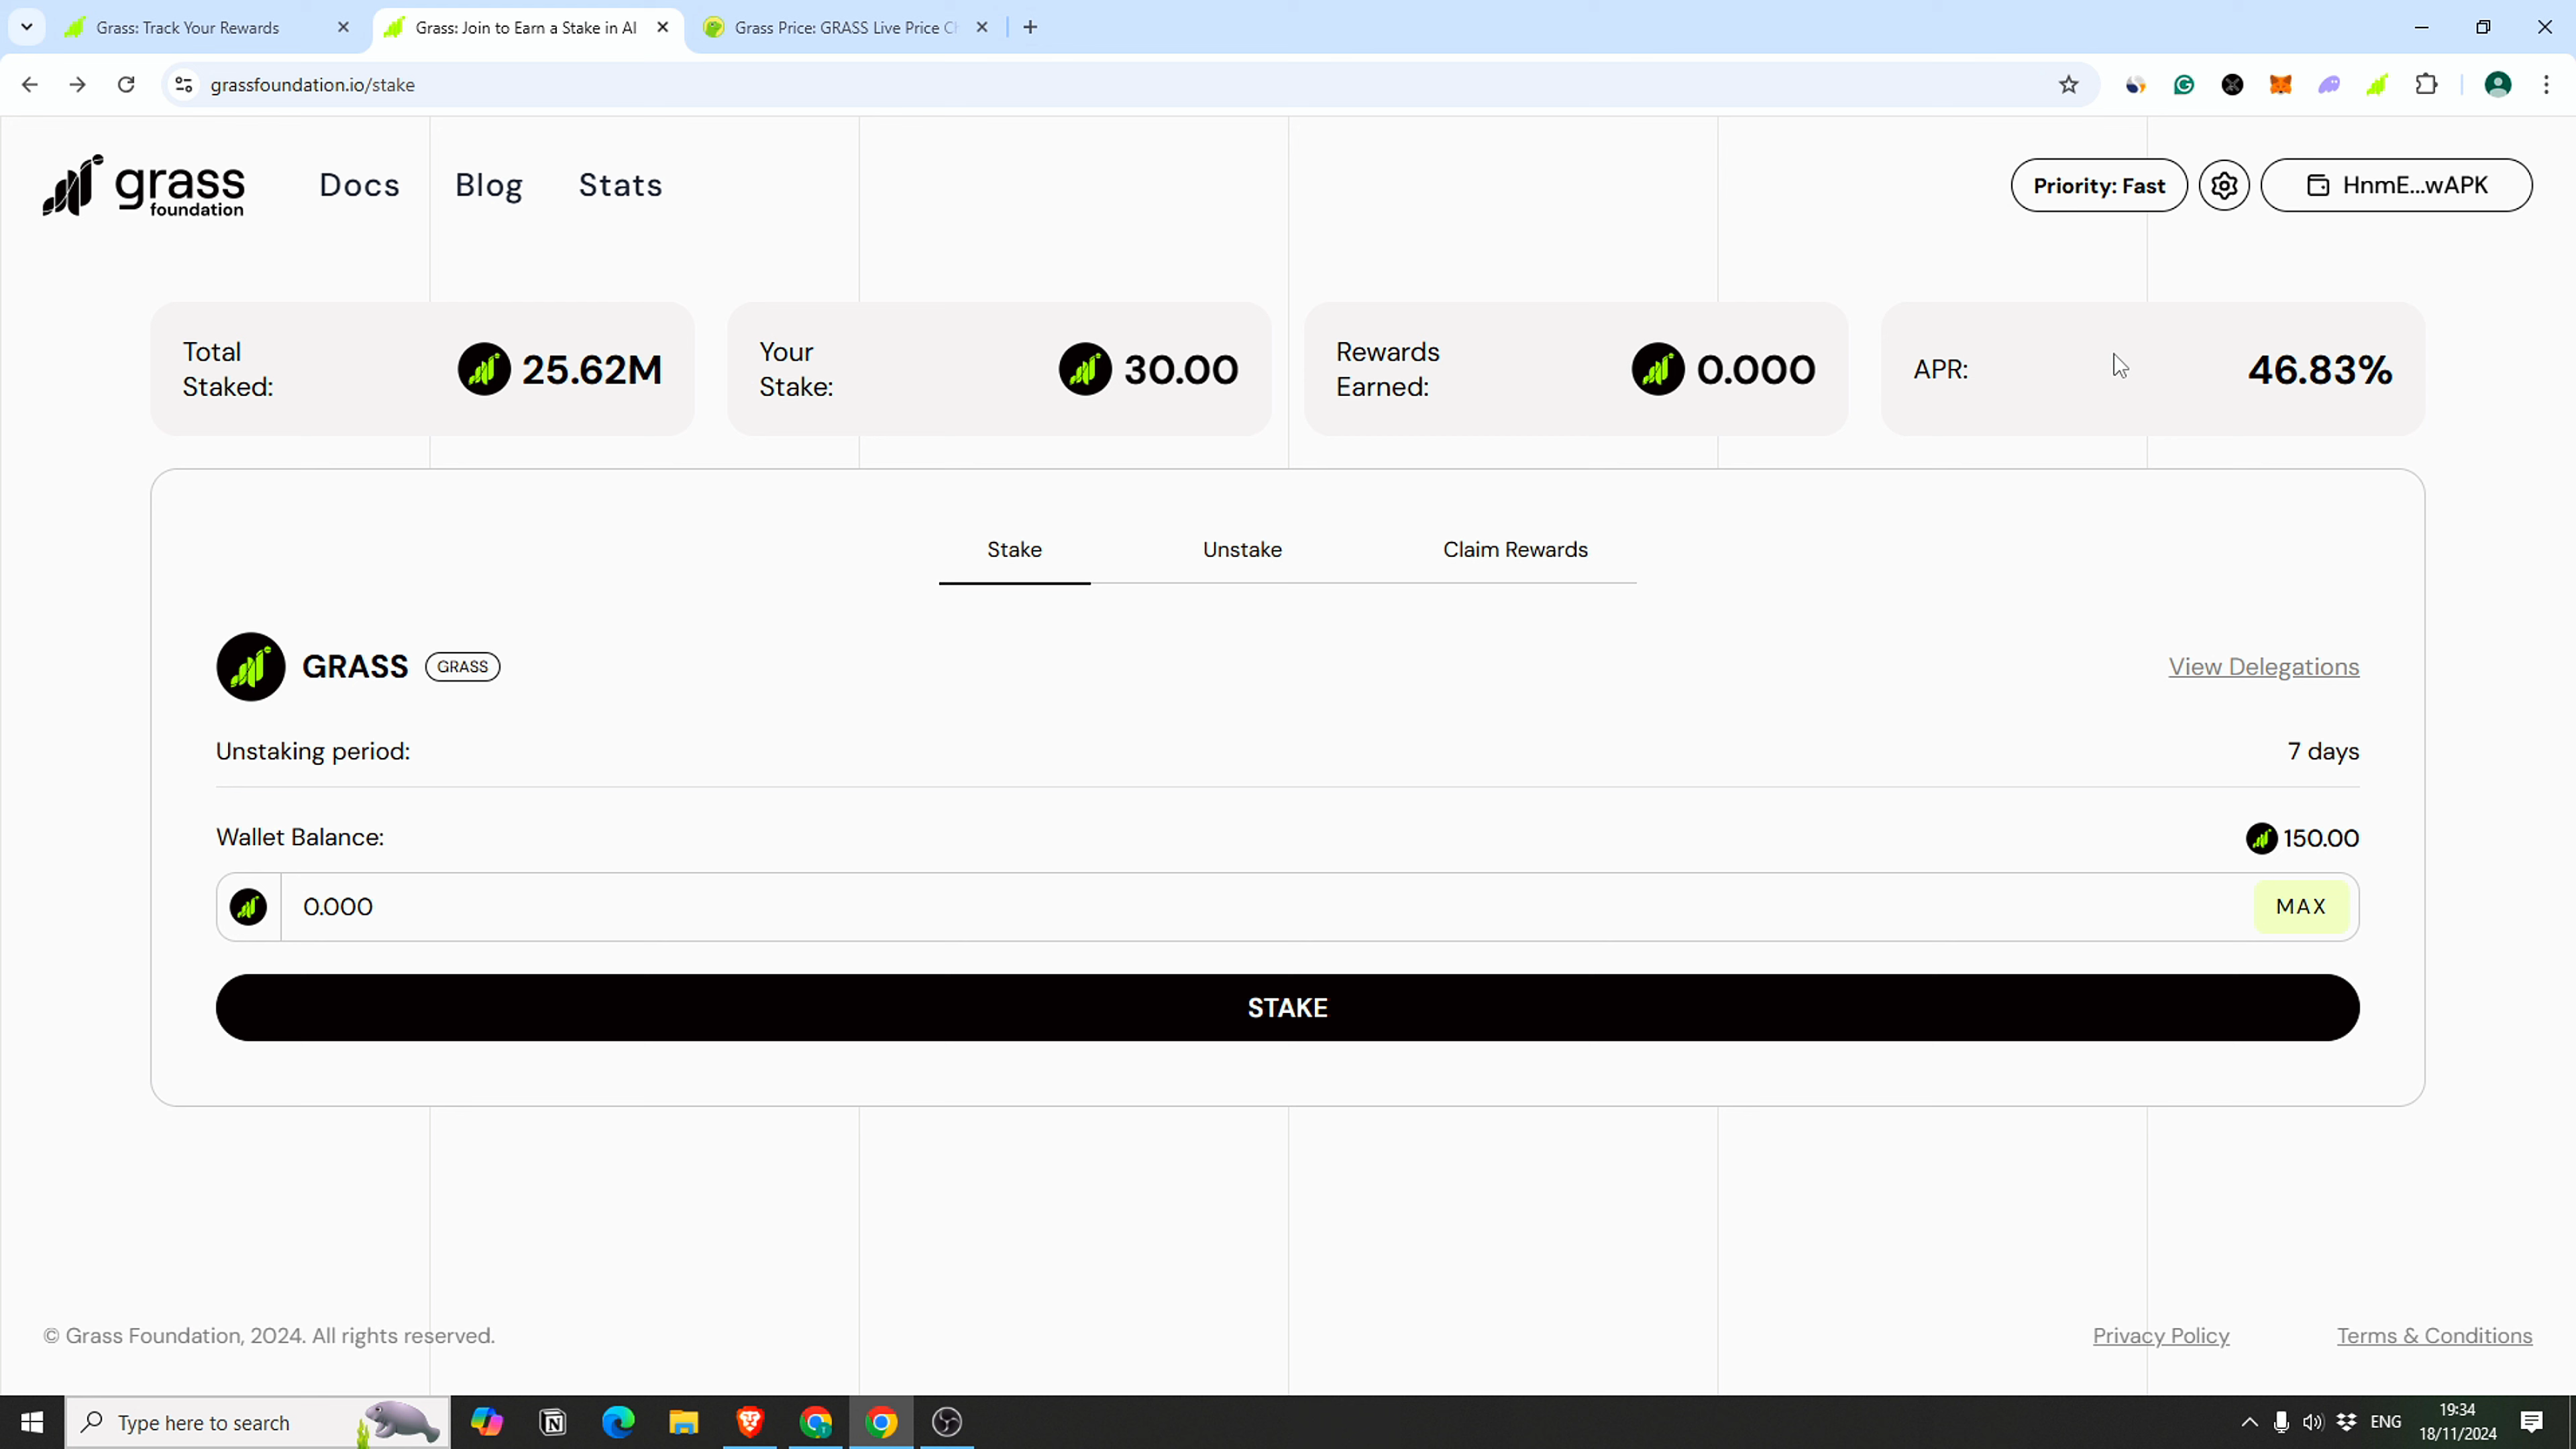 Grass: Track Your Rewards
Grass: Join to Earn a Stake in AI
Grass Price: GRASS Live Price Ch
grassfoundation.io/stake
grass
foundation
Docs
Blog
Stats
Priority: Fast
HnmE...wAPK
Total
Staked:
25.62M
Your
Stake:
30.00
Rewards
Earned:
0.000
APR:
46.83%
Stake
Unstake
Claim Rewards
GRASS
GRASS
View Delegations
Unstaking period:
7 days
Wallet Balance:
150.00
0.000
MAX
STAKE
© Grass Foundation, 2024. All rights reserved.
Privacy Policy
Terms & Conditions
Type here to search
ENG
19:34
18/11/2024